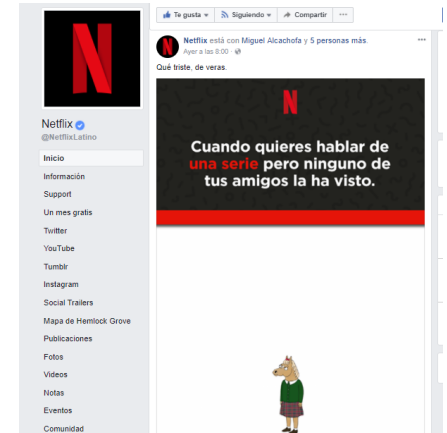 Te gusta
Siguiendo
Compartir
Netflix está con Miguel Alcachofa y 5 personas más.
Ayer a las 8:00
Qué triste, de veras.
N
Cuando quieres hablar de
una serie pero ninguno de
tus amigos la ha visto.
N
Netflix
@NetflixLatino
Inicio
Información
Support
Un mes gratis
Twitter
YouTube
Tumblr
Instagram
Social Trailers
Mapa de Hemlock Grove
Publicaciones
Fotos
Videos
Notas
Eventos
Comunidad